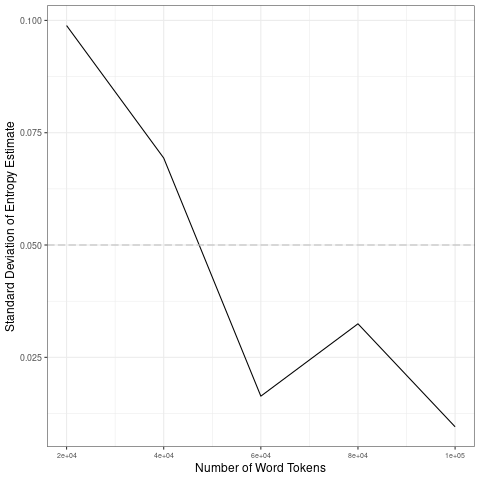 Standard Deviation of Entropy Estimate
0.100
0.075
0.050
0.025
2e+04 4e+04 6e+04 8e+04 1e+05
Number of Word Tokens